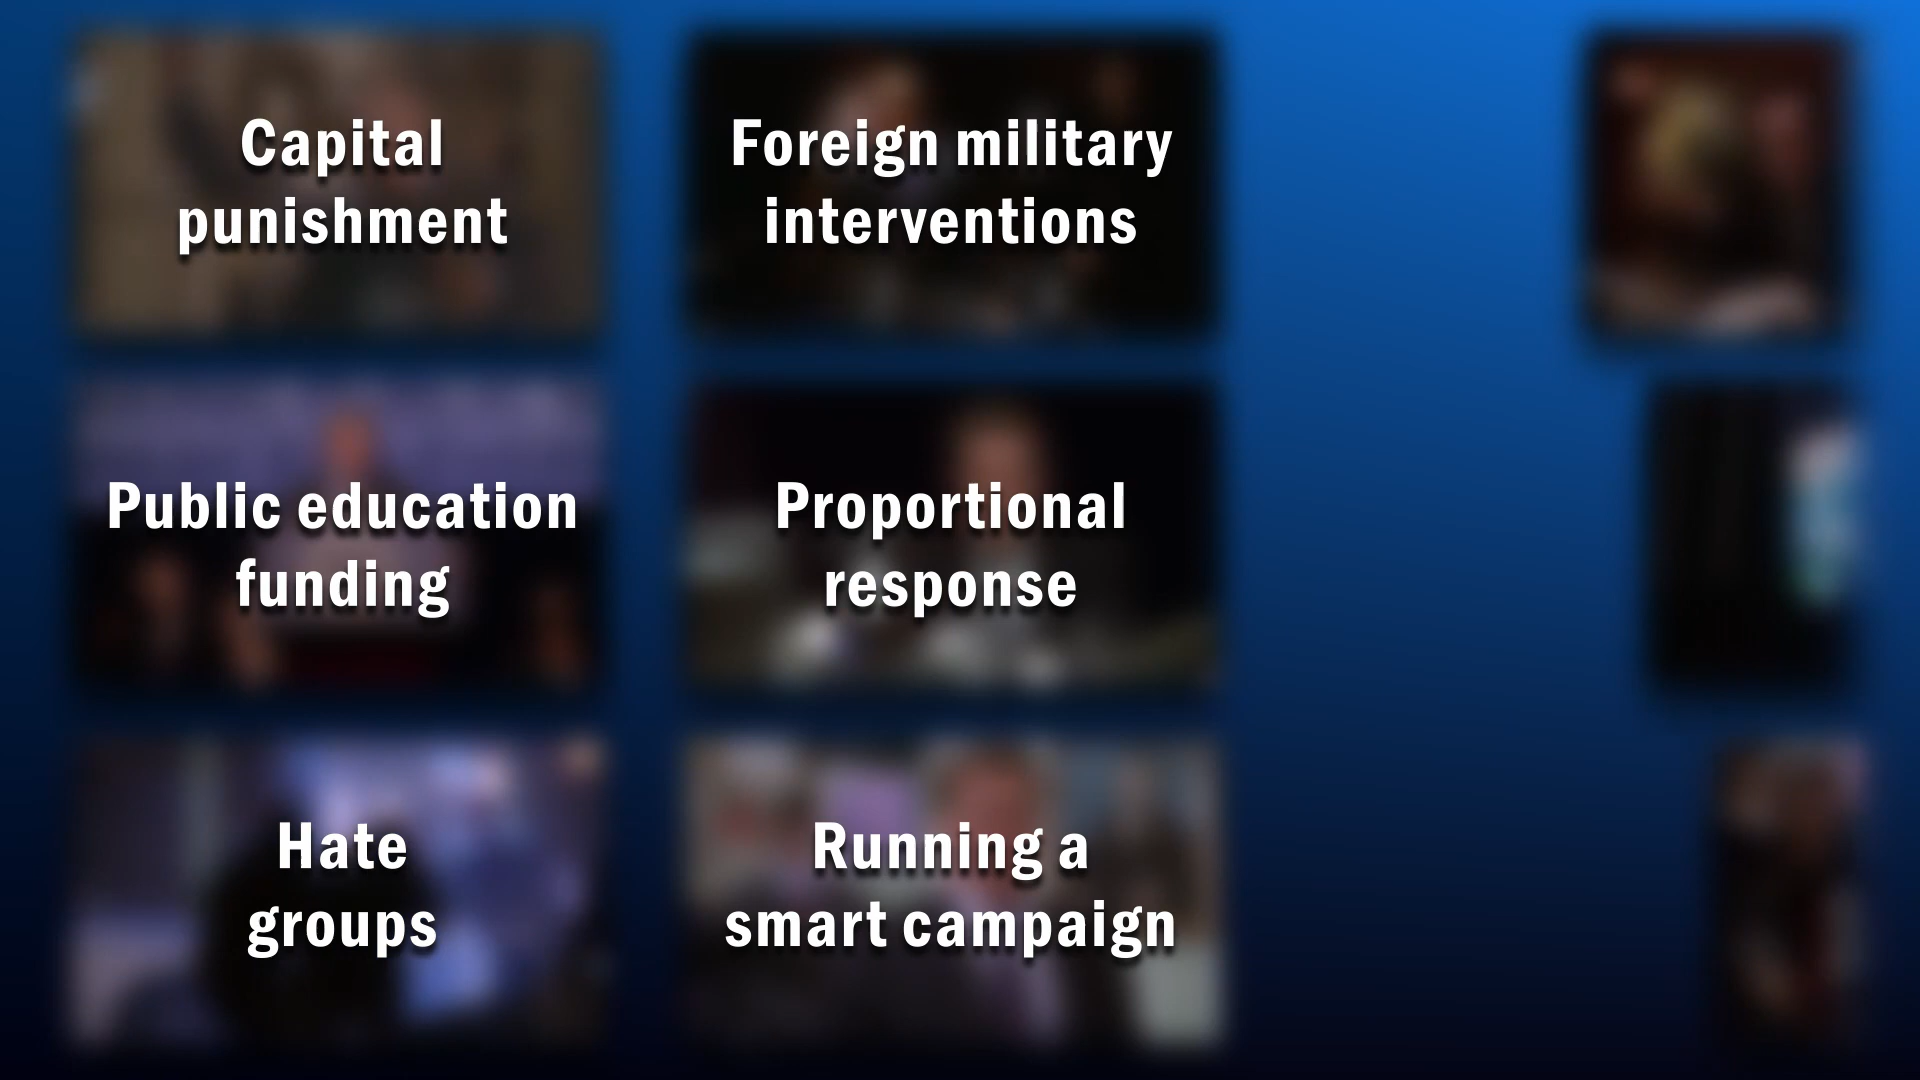 Capital
punishment
Foreign military
interventions
Public education
funding
Proportional
response
Hate
groups
Running a
smart campaign